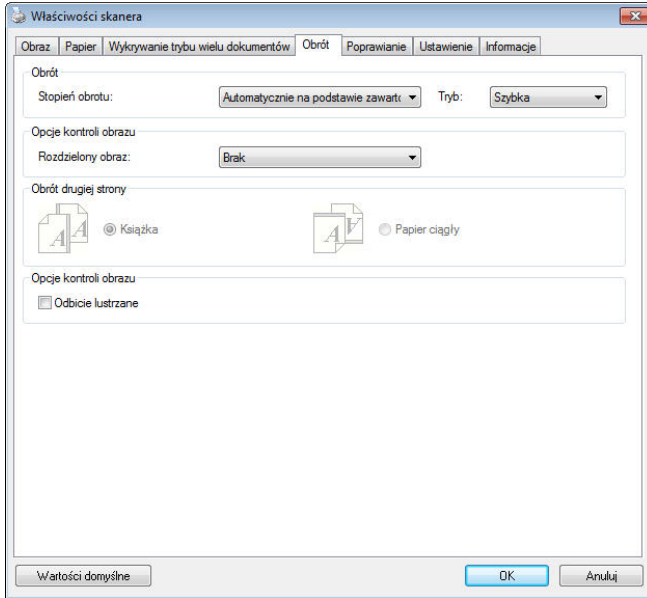 Właściwości skanera
Obraz Papier Wykrywanie trybu wielu dokumentów Obrót Poprawianie Ustawienie Informacje
Obrót
Stopień obrotu: Automatycznie na podstawie Tryb: Szybka
Opcje kontroli obrazu
Rozdzielony obraz: Brak
Obrót drugiej strony
A A Książka A A Papier ciągły
Opcje kontroli obrazu
Odbicie lustrzane
Wartości domyślne OK Anuluj